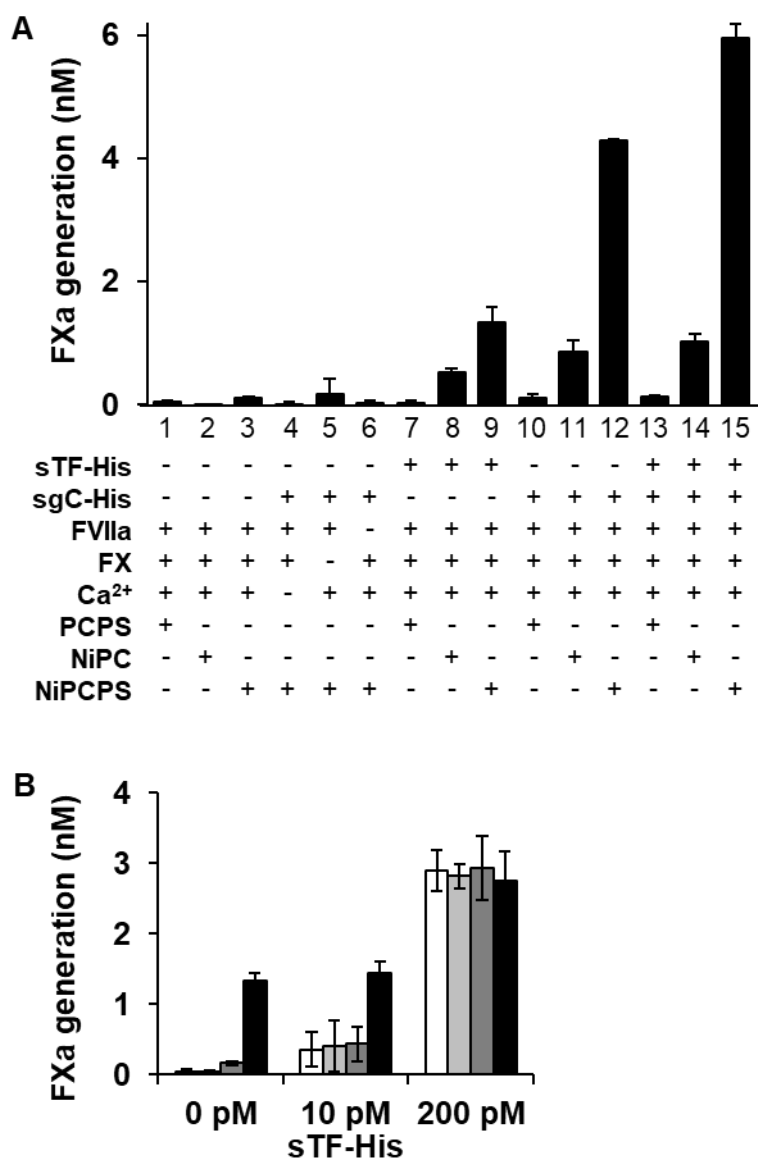 A
FXa generation (nM)
6
4
2
0
1 2 3 4 5 6 7 8 9 10 11 12 13 14 15
sTF-His - - - - - - + + + - - - + + +
sgC-His - - - + + + - - - + + + + + +
FVIIa + + + + + - + + + + + + + + +
FX + + + + - + + + + + + + + + +
Ca²⁺ + + + - + + + + + + + + + + +
PCPS + - - - - - + - - + - - + - -
NiPC - + - - - - - + - - + - - + -
NiPCPS - - + + + + - - + - - + - - +
B
FXa generation (nM)
4
3
2
1
0
0 pM 10 pM 200 pM
sTF-His